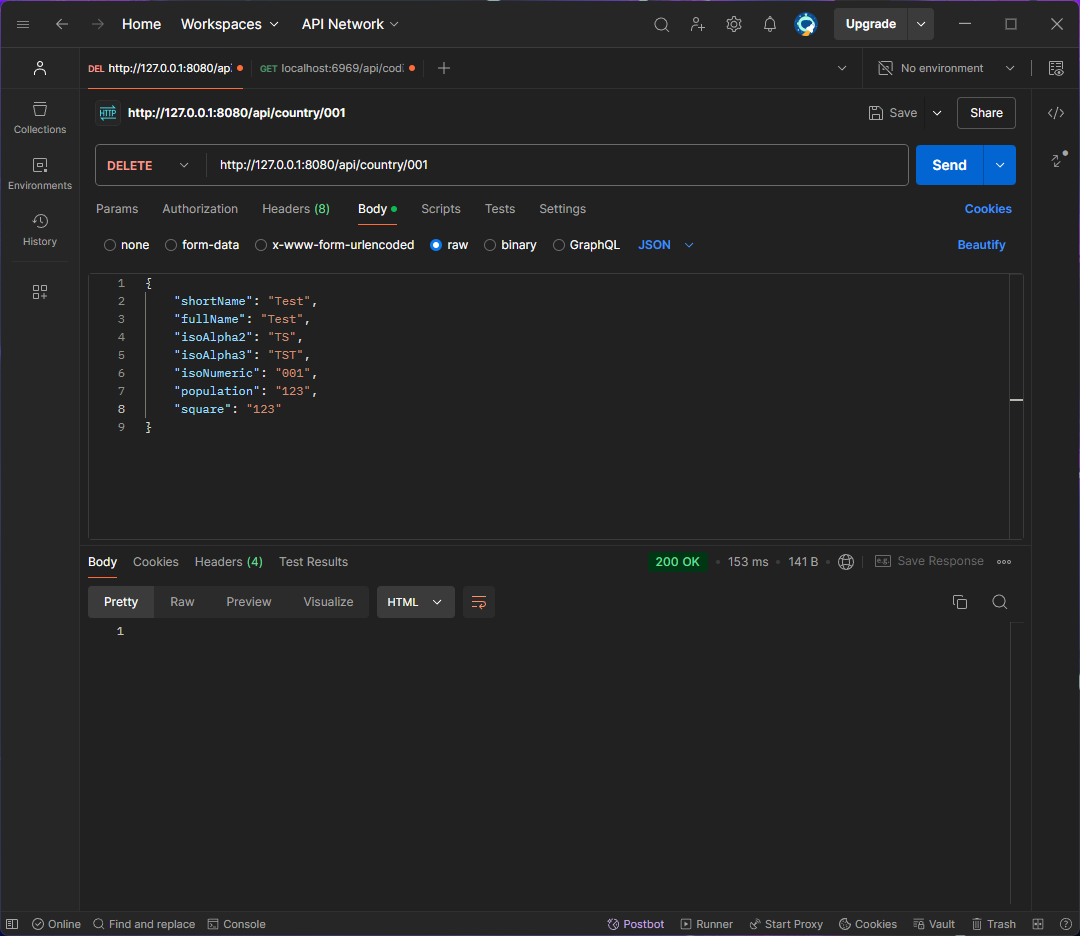 Home Workspaces API Network Upgrade
DEL http://127.0.0.1:8080/ap GET localhost:6969/api/cod No environment
HTTP http://127.0.0.1:8080/api/country/001 Save Share
Collections
Environments
History
DELETE http://127.0.0.1:8080/api/country/001 Send
Params Authorization Headers (8) Body Scripts Tests Settings Cookies
none form-data x-www-form-urlencoded raw binary GraphQL JSON Beautify
1 {
2 "shortName": "Test",
3 "fullName": "Test",
4 "isoAlpha2": "TS",
5 "isoAlpha3": "TST",
6 "isoNumeric": "001",
7 "population": "123",
8 "square": "123"
9 }
Body Cookies Headers (4) Test Results 200 OK • 153 ms • 141 B • Save Response
Pretty Raw Preview Visualize HTML
1
Online Find and replace Console Postbot Runner Start Proxy Cookies Vault Trash